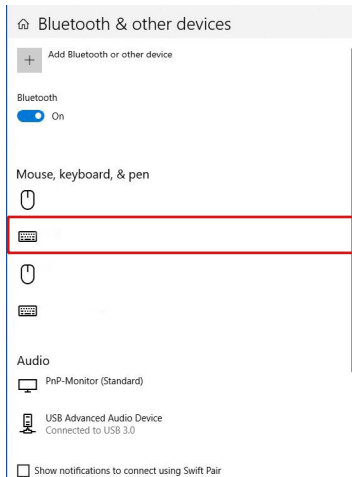 Bluetooth & other devices
Add Bluetooth or other device
Bluetooth
On
Mouse, keyboard, & pen
Audio
PnP-Monitor (Standard)
USB Advanced Audio Device
Connected to USB 3.0
Show notifications to connect using Swift Pair